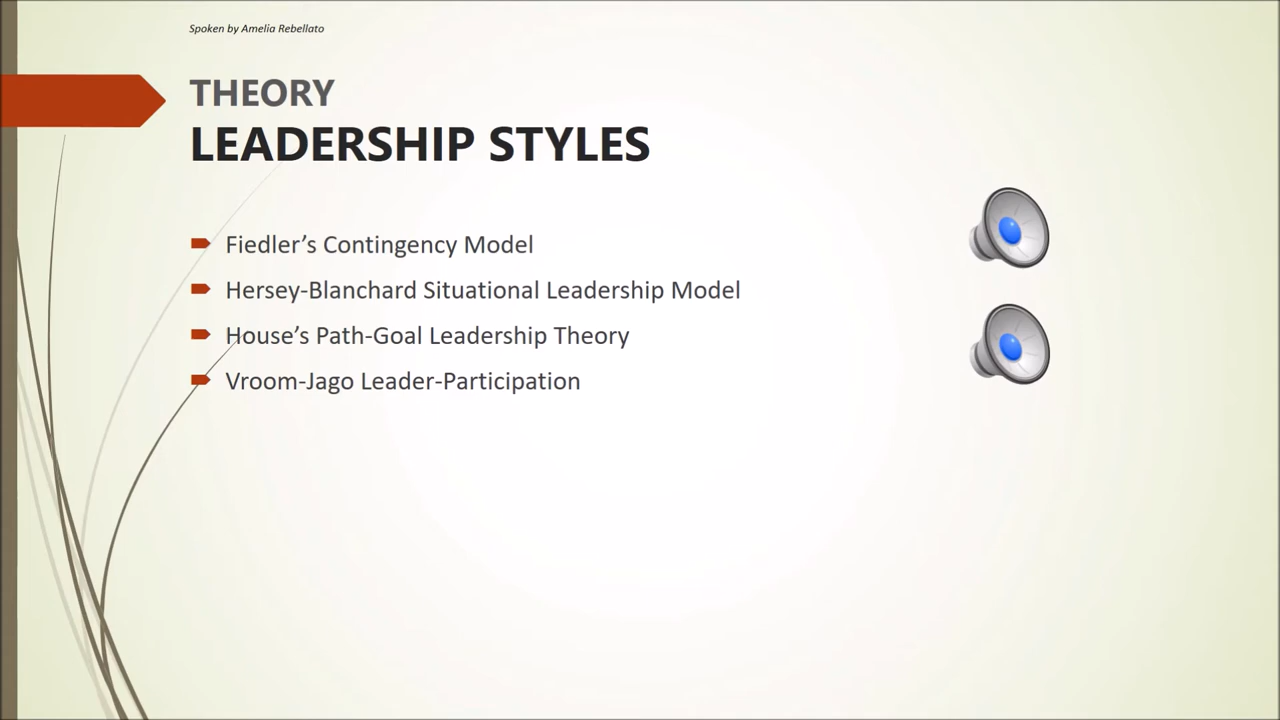 Spoken by Amelia Rebellato
THEORY
LEADERSHIP STYLES
Fiedler’s Contingency Model
Hersey-Blanchard Situational Leadership Model
House’s Path-Goal Leadership Theory
Vroom-Jago Leader-Participation